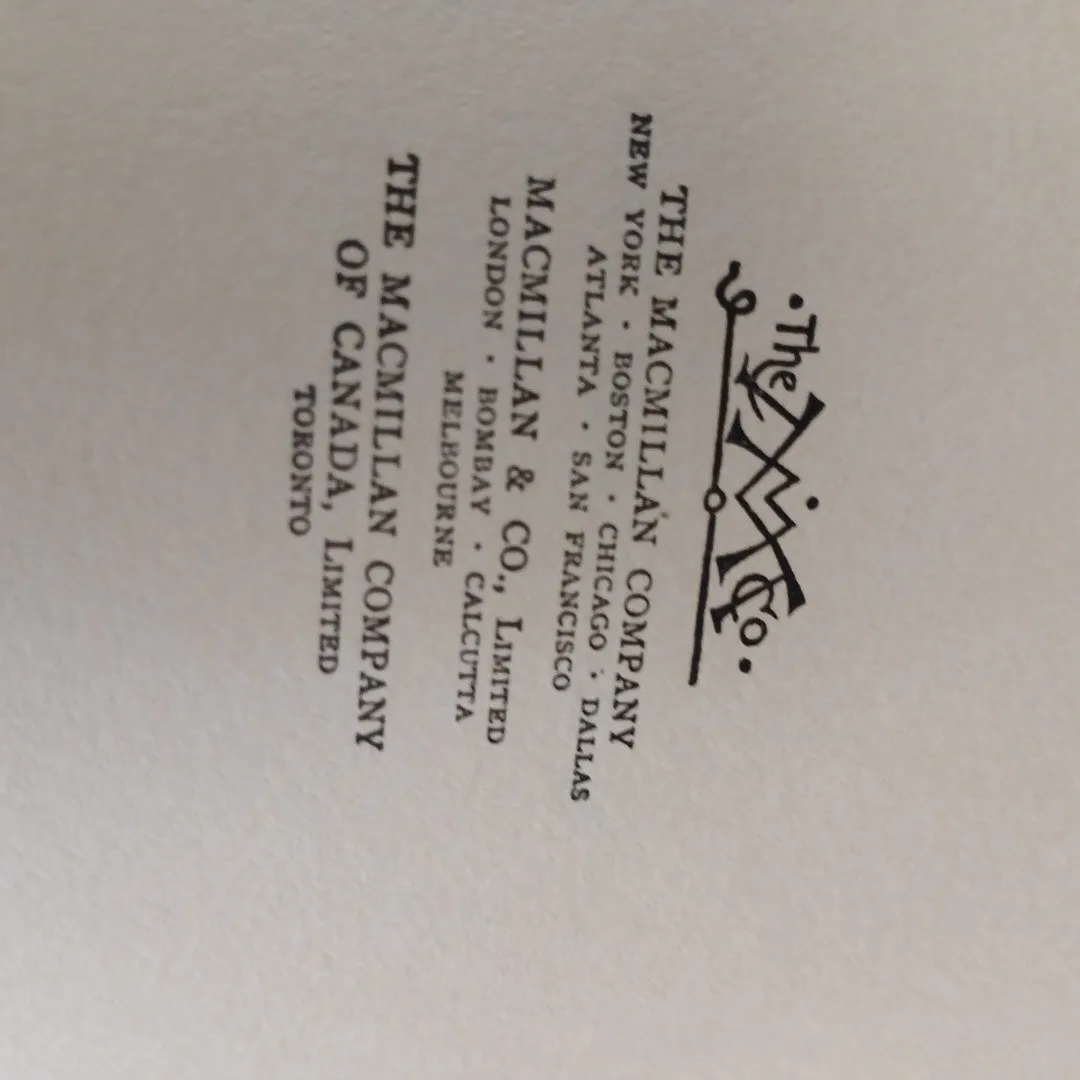 ·The MM Co·
THE MACMILLAN COMPANY
NEW YORK · BOSTON · CHICAGO · DALLAS
ATLANTA · SAN FRANCISCO
MACMILLAN & CO., LIMITED
LONDON · BOMBAY · CALCUTTA
MELBOURNE
THE MACMILLAN COMPANY
OF CANADA, LIMITED
TORONTO